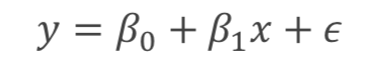 y = β₀ + β₁x + ϵ